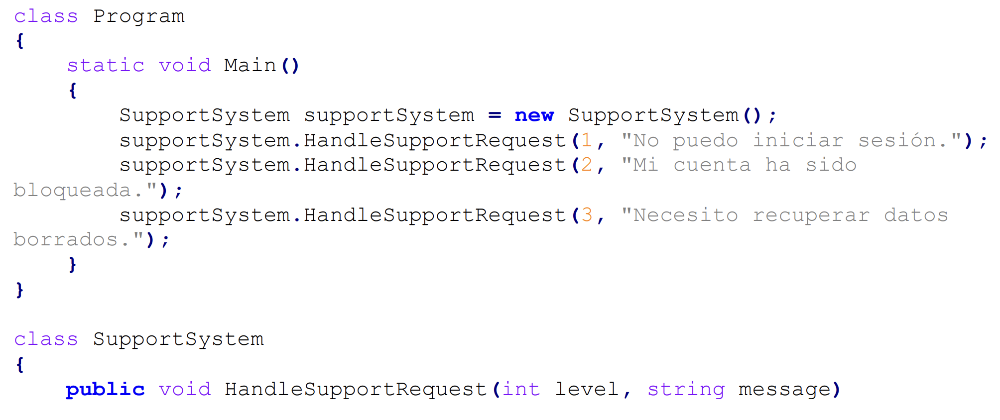 class Program
{
    static void Main()
    {
        SupportSystem supportSystem = new SupportSystem();
        supportSystem.HandleSupportRequest(1, "No puedo iniciar sesión.");
        supportSystem.HandleSupportRequest(2, "Mi cuenta ha sido
bloqueada.");
        supportSystem.HandleSupportRequest(3, "Necesito recuperar datos
borrados.");
    }
}

class SupportSystem
{
    public void HandleSupportRequest(int level, string message)